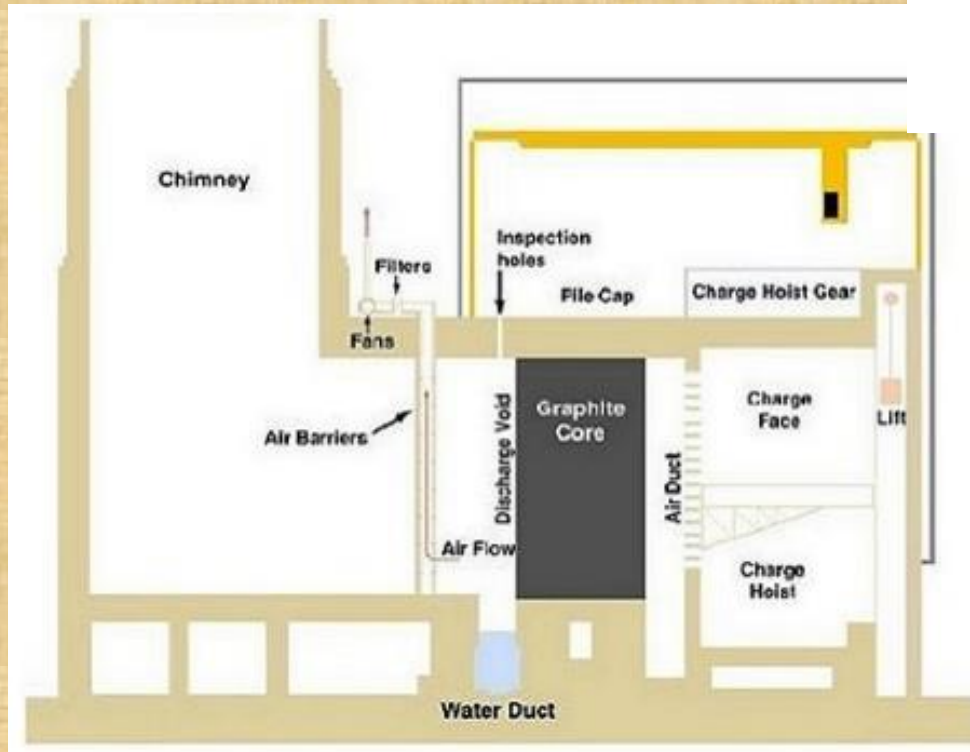 Chimney
Inspection
holes
Filters
Pile Cap
Charge Hoist Gear
Fans
Discharge Void
Graphite
Core
Charge
Face
Lift
Air Barriers
Air Duct
Air Flow
Charge
Hoist
Water Duct